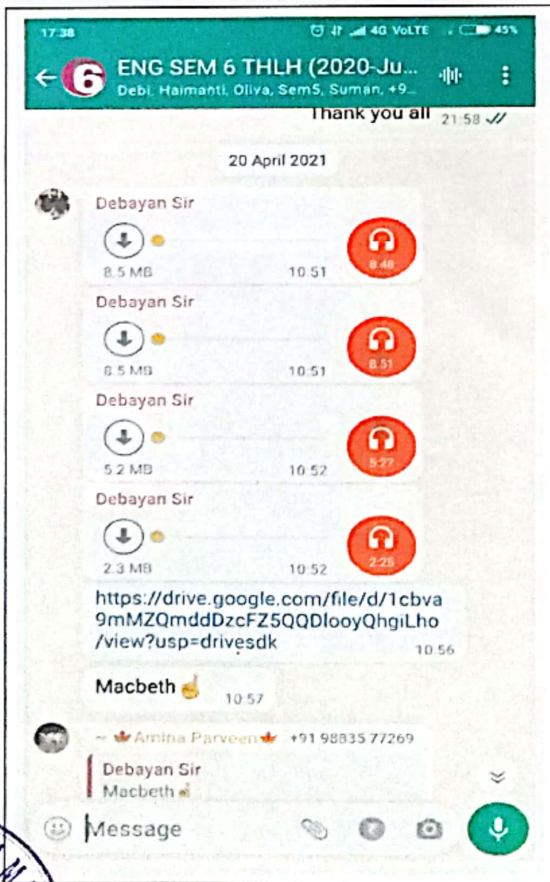 17:38 4G VoLTE 45%
6 ENG SEM 6 THLH (2020-Ju...
Debi, Haimanti, Oliva, Sem5, Suman, +9...
Thank you all 21:58
20 April 2021
Debayan Sir
8:48
8.5 MB 10:51
Debayan Sir
8:51
8.5 MB 10:51
Debayan Sir
5:27
5.2 MB 10:52
Debayan Sir
2:25
2.3 MB 10:52
https://drive.google.com/file/d/1cbva
9mMZQmddDzcFZ5QQDlooyQhgiLho
/view?usp=drivesdk
10:56
Macbeth☝ 10:57
~ 🍁Amina Parveen🍁 +91 98835 77269
Debayan Sir
Macbeth☝
Message